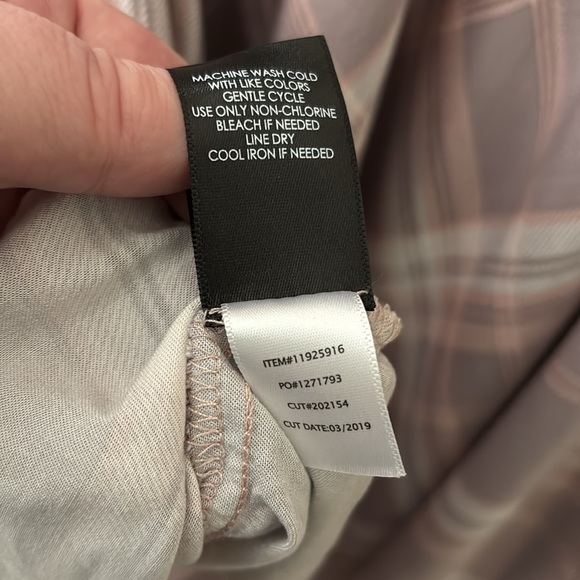 MACHINE WASH COLD
WITH LIKE COLORS
GENTLE CYCLE
USE ONLY NON-CHLORINE
BLEACH IF NEEDED
LINE DRY
COOL IRON IF NEEDED
ITEM#11925916
PO#1271793
CUT#202154
CUT DATE:03/2019